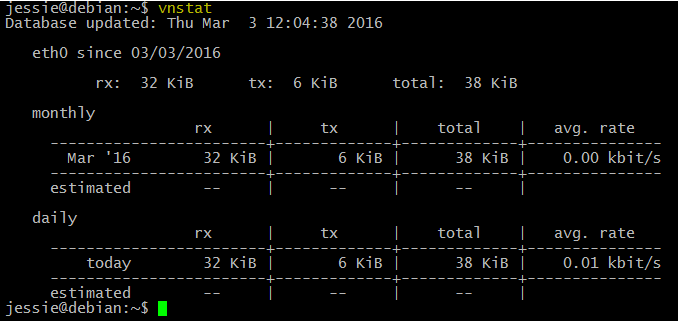 jessie@debian:~$ vnstat
Database updated: Thu Mar  3 12:04:38 2016

   eth0 since 03/03/2016

          rx:  32 KiB      tx:  6 KiB      total:  38 KiB

   monthly
                     rx      |     tx      |    total    |   avg. rate
     ------------------------+-------------+-------------+---------------
       Mar '16        32 KiB |       6 KiB |      38 KiB |    0.00 kbit/s
     ------------------------+-------------+-------------+---------------
     estimated        --     |      --     |      --     |

   daily
                     rx      |     tx      |    total    |   avg. rate
     ------------------------+-------------+-------------+---------------
         today        32 KiB |       6 KiB |      38 KiB |    0.01 kbit/s
     ------------------------+-------------+-------------+---------------
     estimated        --     |      --     |      --     |
jessie@debian:~$